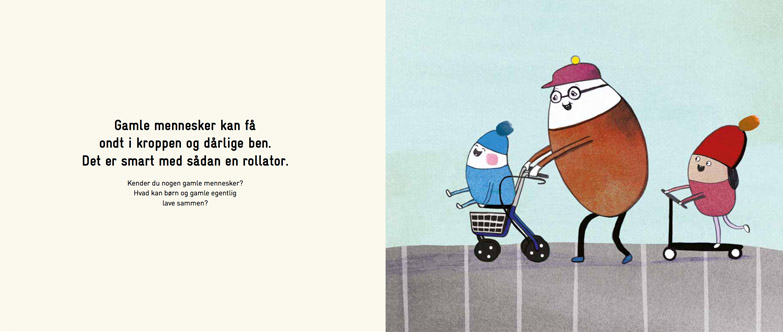 Gamle mennesker kan få
ondt i kroppen og dårlige ben.
Det er smart med sådan en rollator.
Kender du nogen gamle mennesker?
Hvad kan børn og gamle egentlig
lave sammen?